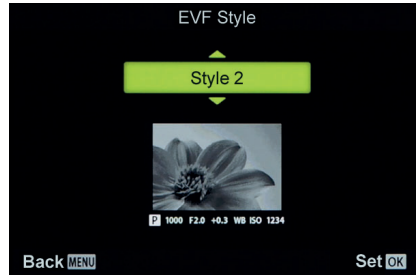 EVF Style
Style 2
P 1000 F2.0 +0.3 WB ISO 1234
Back MENU
Set OK